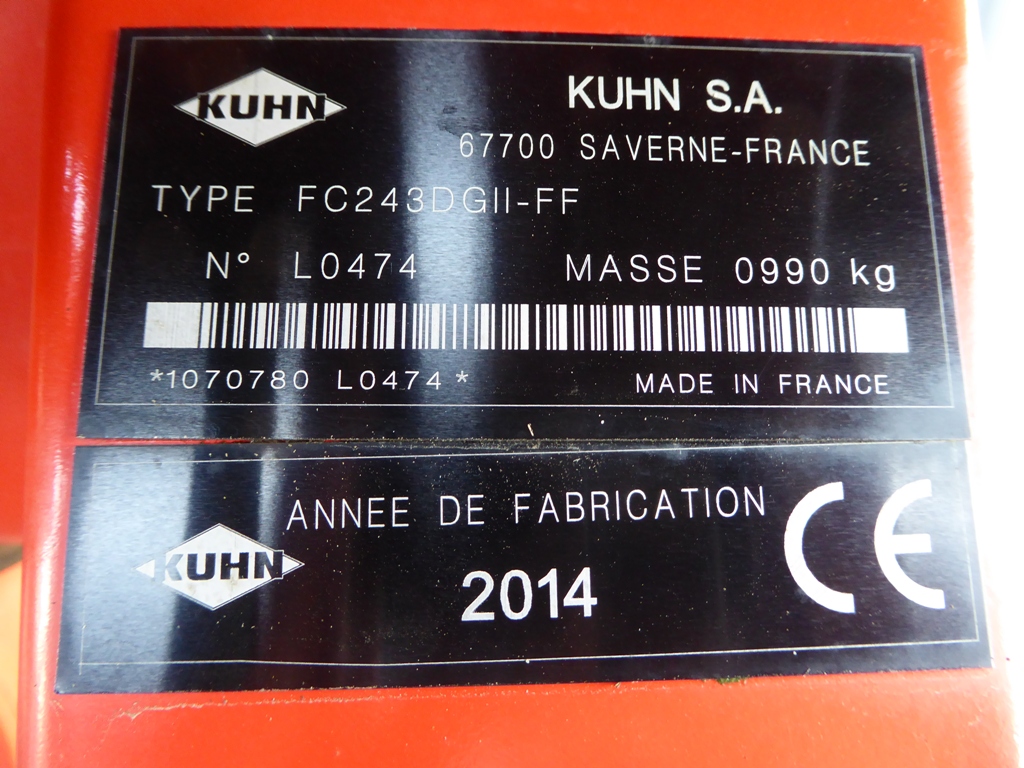 KUHN
KUHN S.A.
67700 SAVERNE-FRANCE
TYPE FC243DGII-FF
N° L0474 MASSE 0990 kg
*1070780 L0474* MADE IN FRANCE
ANNEE DE FABRICATION
KUHN
2014
CE